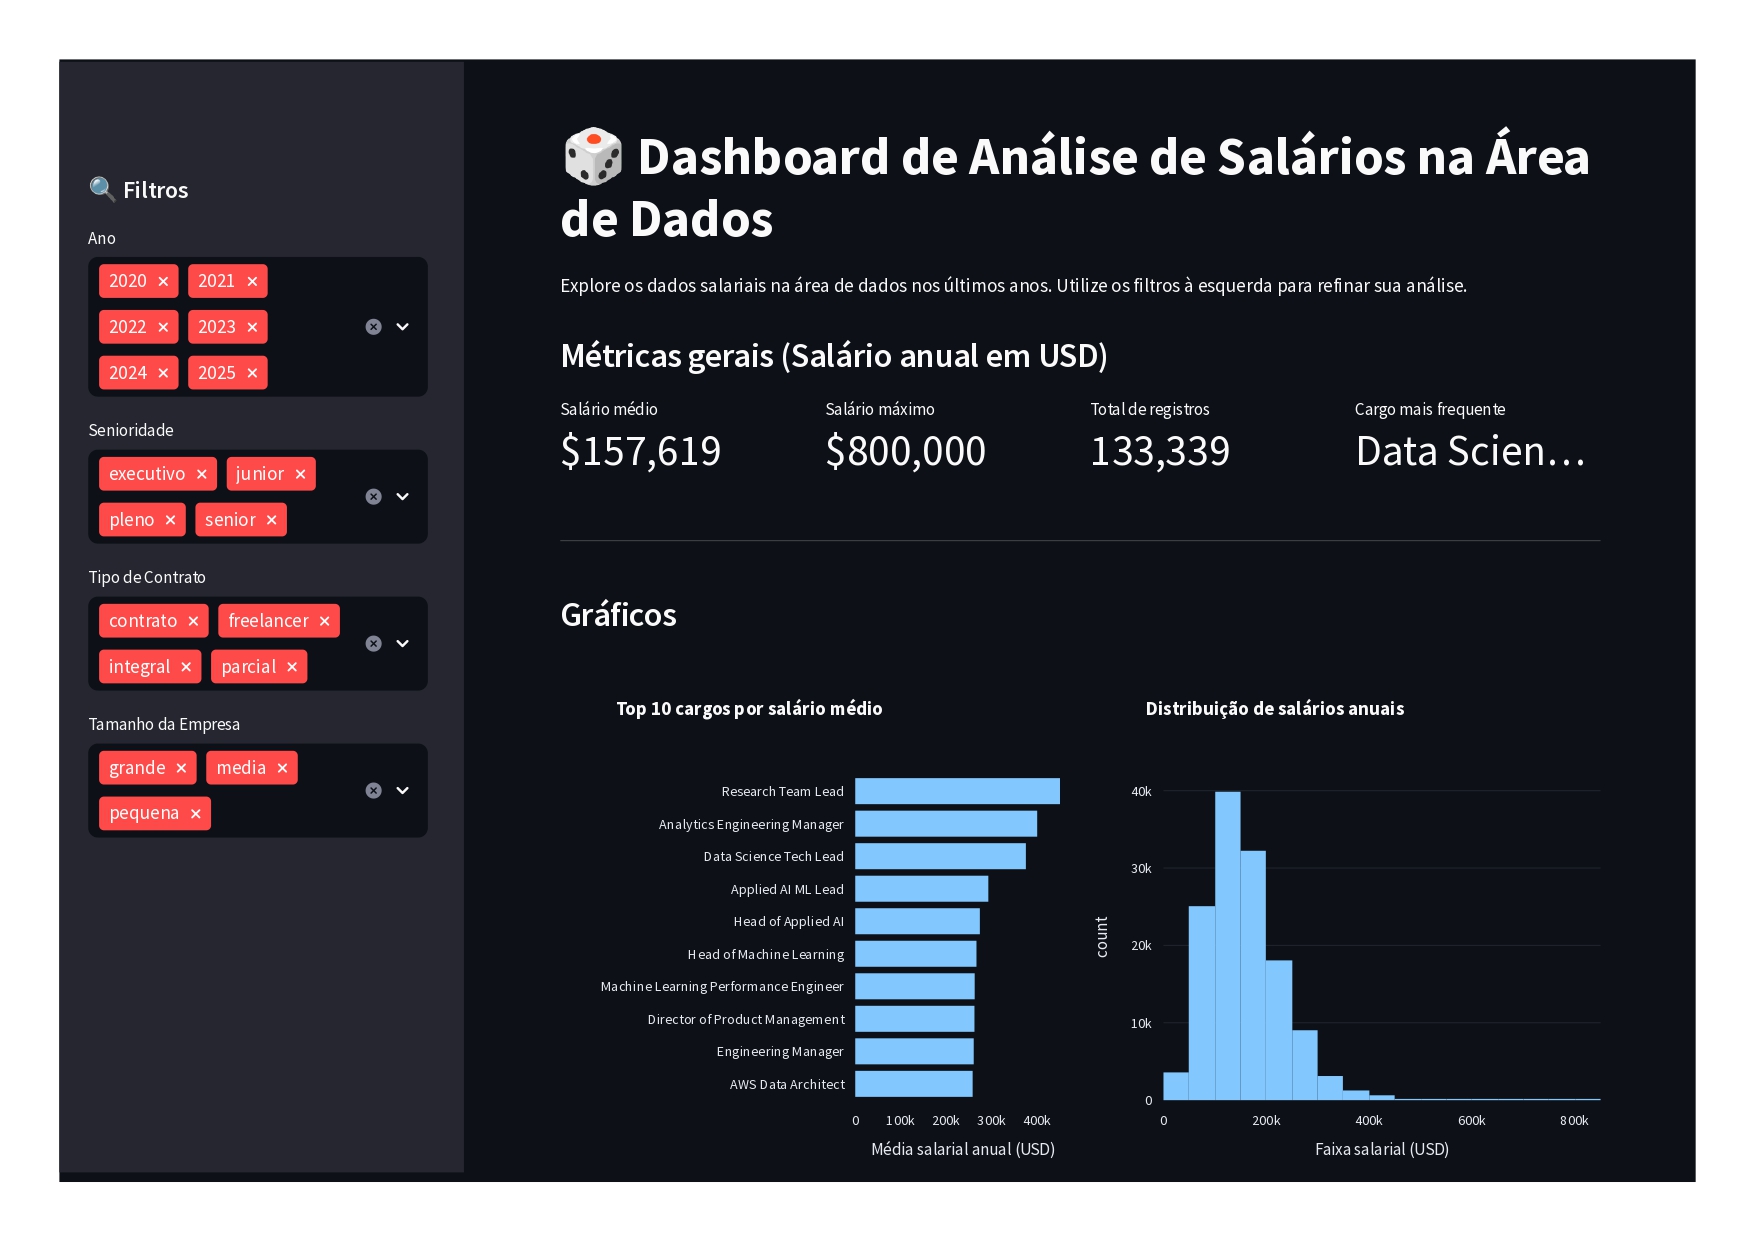 🔍 Filtros
Ano
2020 × 2021 ×
2022 × 2023 ×
2024 × 2025 ×
Senioridade
executivo × junior ×
pleno × senior ×
Tipo de Contrato
contrato × freelancer ×
integral × parcial ×
Tamanho da Empresa
grande × media ×
pequena ×
🎲 Dashboard de Análise de Salários na Área
de Dados
Explore os dados salariais na área de dados nos últimos anos. Utilize os filtros à esquerda para refinar sua análise.
Métricas gerais (Salário anual em USD)
Salário médio
$157,619
Salário máximo
$800,000
Total de registros
133,339
Cargo mais frequente
Data Scien…
Gráficos
Top 10 cargos por salário médio
Research Team Lead
Analytics Engineering Manager
Data Science Tech Lead
Applied AI ML Lead
Head of Applied AI
Head of Machine Learning
Machine Learning Performance Engineer
Director of Product Management
Engineering Manager
AWS Data Architect
0 100k 200k 300k 400k
Média salarial anual (USD)
Distribuição de salários anuais
40k
30k
20k
10k
0
count
0 200k 400k 600k 800k
Faixa salarial (USD)